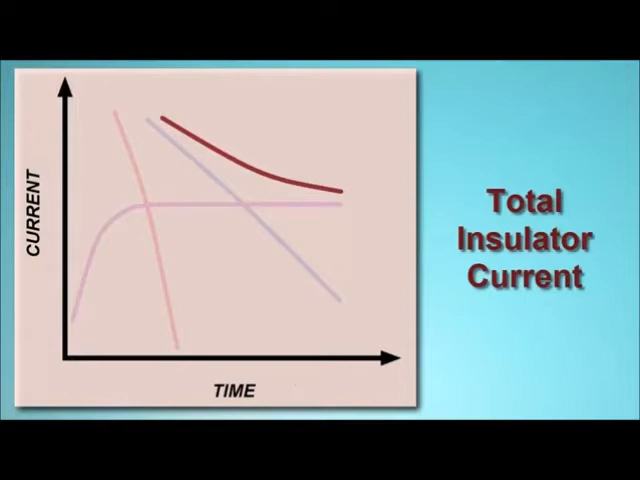 CURRENT
TIME
Total
Insulator
Current